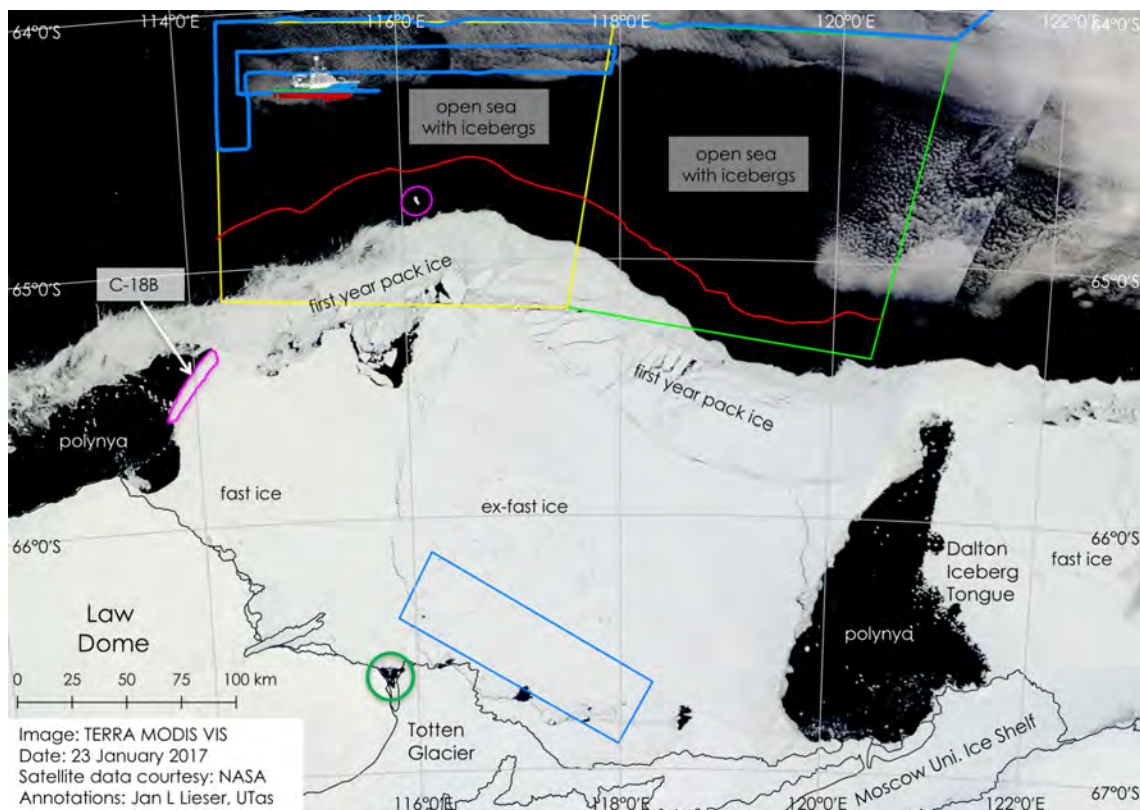 114°0'E
116°0'E
118°0'E
120°0'E
122°0'E
64°0'S
64°0'S
open sea
with icebergs
open sea
with icebergs
C-18B
65°0'S
65°0'S
first year pack ice
first year pack ice
polynya
fast ice
ex-fast ice
66°0'S
66°0'S
Dalton
Iceberg
Tongue
fast ice
Law
Dome
polynya
0 25 50 75 100 km
Totten
Glacier
Moscow Uni. Ice Shelf
Image: TERRA MODIS VIS
Date: 23 January 2017
Satellite data courtesy: NASA
Annotations: Jan L Lieser, UTas
116°0'E
118°0'E
120°0'E
122°0'E
67°0'S